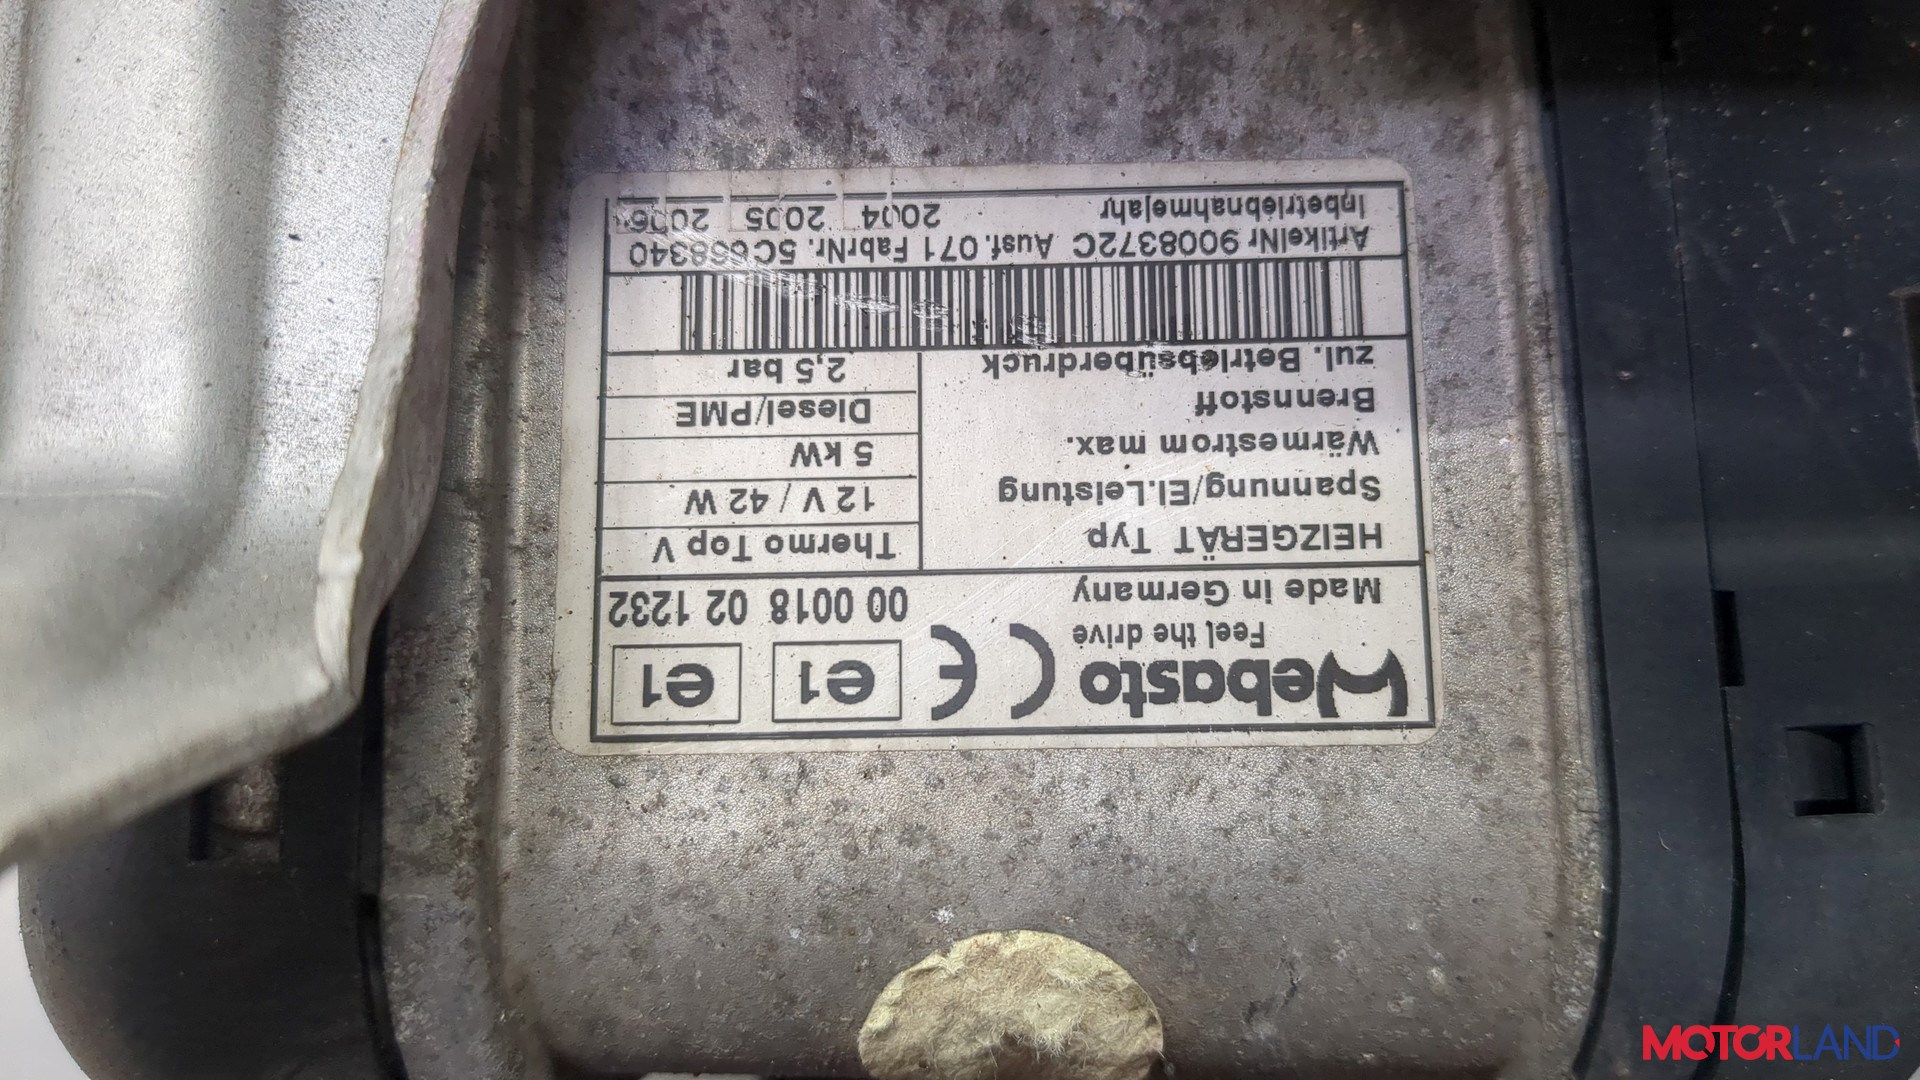 Webasto
Feel the drive
Made in Germany
e1 e1
00 0018 02 1232
HEIZGERÄT Typ Thermo Top V
Spannung/El.Leistung 12 V / 42 W
Wärmestrom max. 5 kW
Brennstoff Diesel/PME
zul. Betriebsüberdruck 2,5 bar
ArtikelNr 9008372C Ausf. 071 FabrNr.
Inbetriebnahmejahr 2004 2005 2006
MOTORLAND